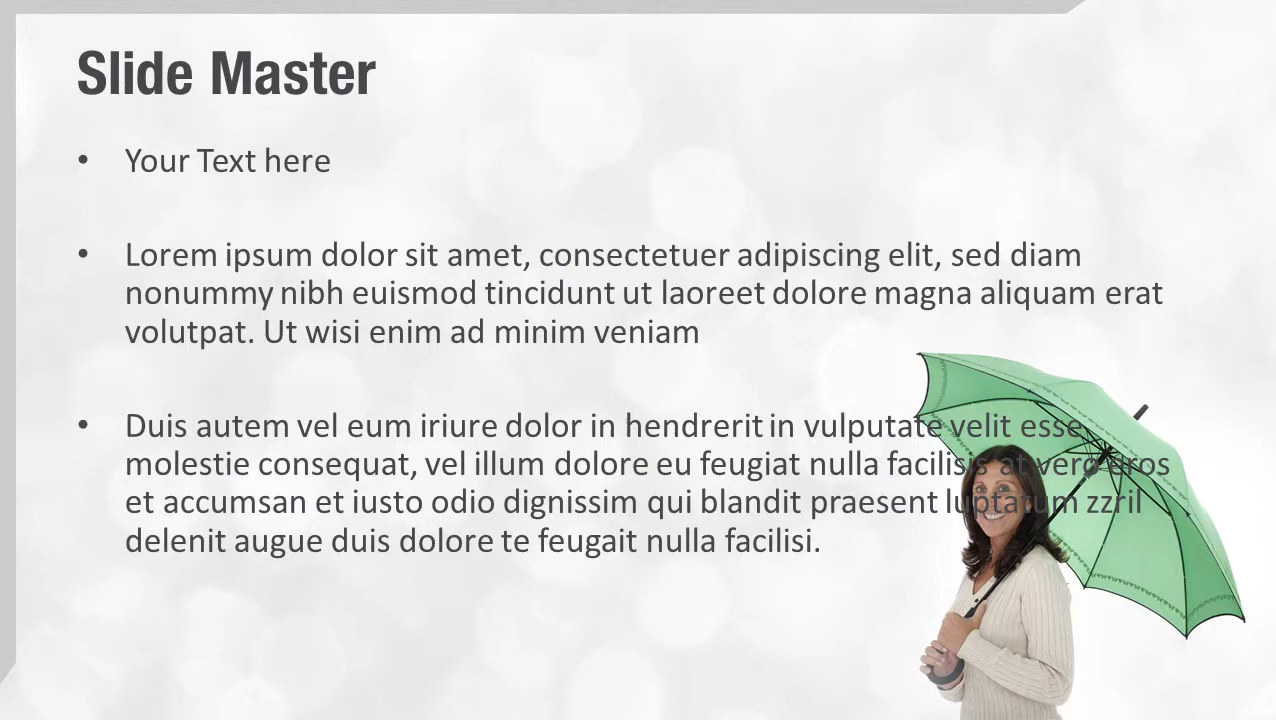 Slide Master
• Your Text here
• Lorem ipsum dolor sit amet, consectetuer adipiscing elit, sed diam
nonummy nibh euismod tincidunt ut laoreet dolore magna aliquam erat
volutpat. Ut wisi enim ad minim veniam
• Duis autem vel eum iriure dolor in hendrerit in vulputate velit esse
molestie consequat, vel illum dolore eu feugiat nulla facilisis at vero eros
et accumsan et iusto odio dignissim qui blandit praesent luptatum zzril
delenit augue duis dolore te feugait nulla facilisi.